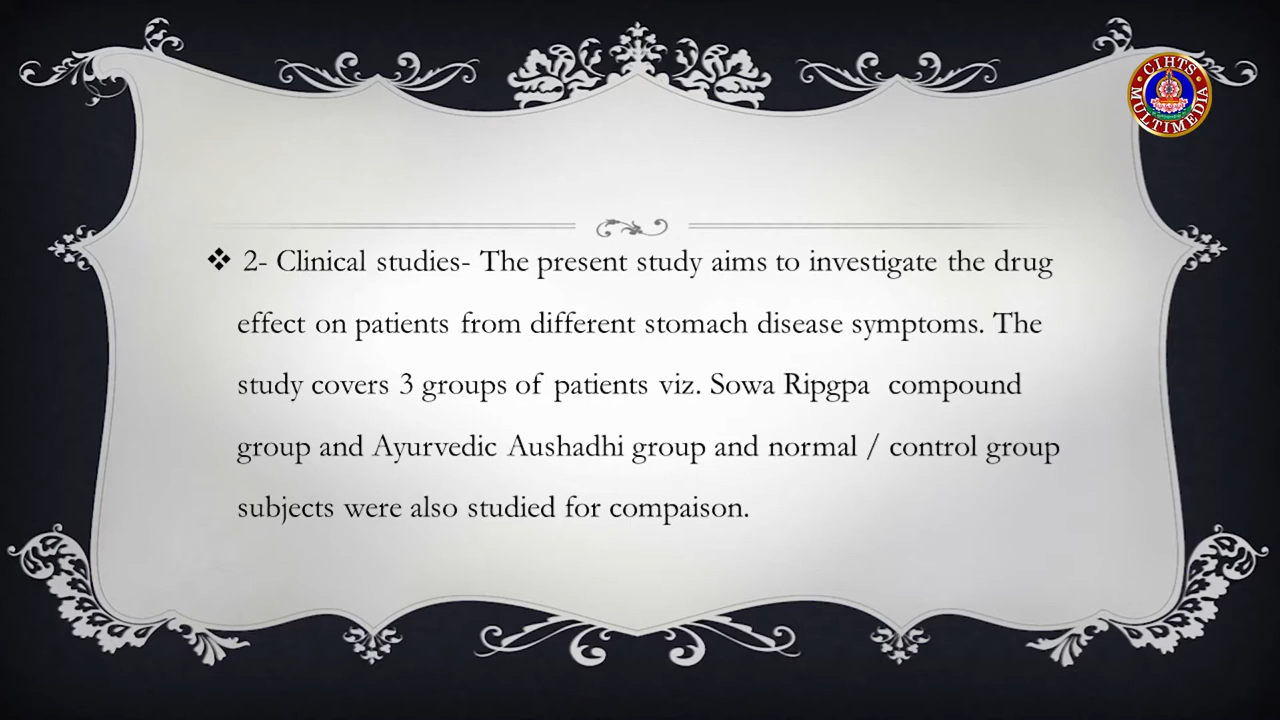 CIHTS
MULTIMEDIA
❖ 2- Clinical studies- The present study aims to investigate the drug
effect on patients from different stomach disease symptoms. The
study covers 3 groups of patients viz. Sowa Ripgpa compound
group and Ayurvedic Aushadhi group and normal / control group
subjects were also studied for compaison.